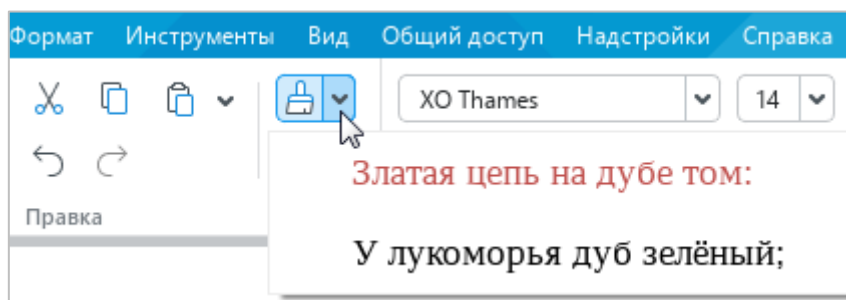 Формат Инструменты Вид Общий доступ Надстройки Справка
XO Thames 14
Златая цепь на дубе том:
Правка
У лукоморья дуб зелёный;